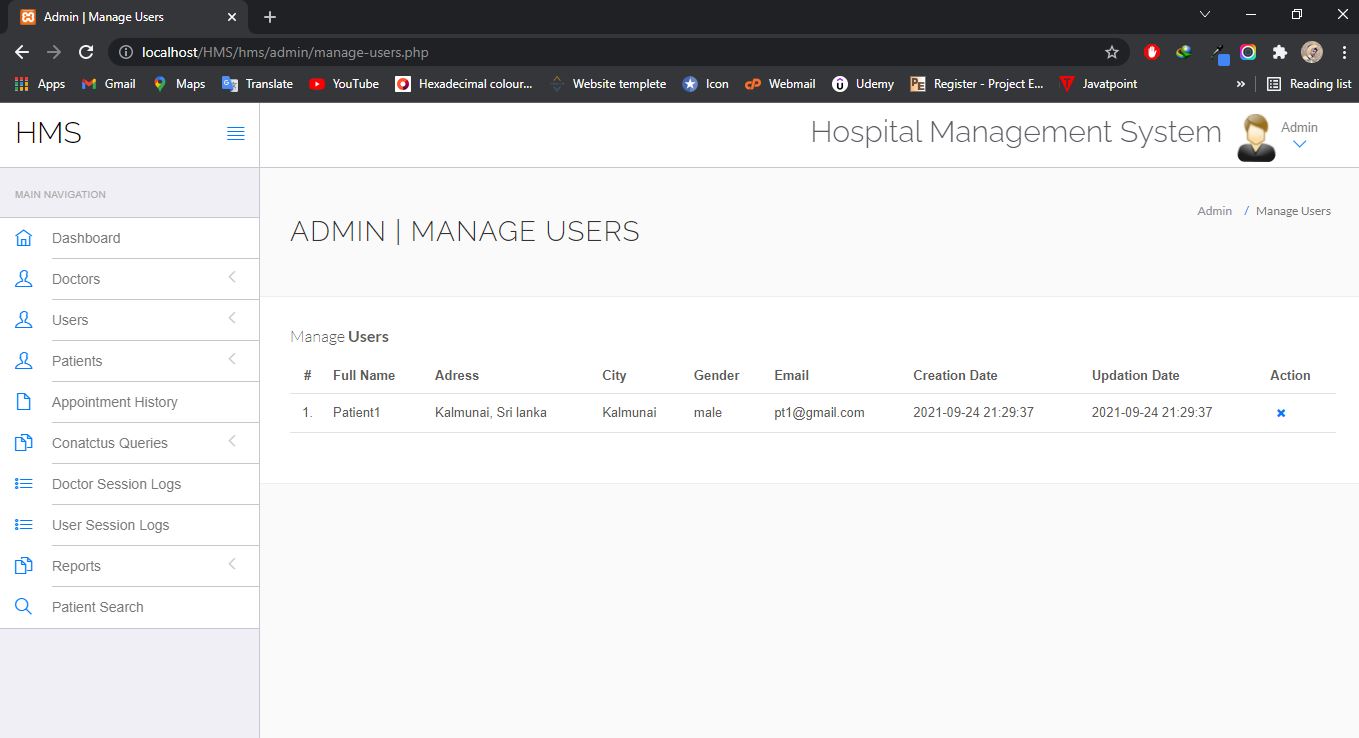 Admin | Manage Users
localhost/HMS/hms/admin/manage-users.php
Apps Gmail Maps Translate YouTube Hexadecimal colour... Website templete Icon Webmail Udemy Register - Project E... Javatpoint » Reading list
HMS
Hospital Management System
Admin
MAIN NAVIGATION
Dashboard
Doctors
Users
Patients
Appointment History
Conatctus Queries
Doctor Session Logs
User Session Logs
Reports
Patient Search
ADMIN | MANAGE USERS
Admin / Manage Users
Manage Users
# Full Name Adress City Gender Email Creation Date Updation Date Action
1. Patient1 Kalmunai, Sri lanka Kalmunai male pt1@gmail.com 2021-09-24 21:29:37 2021-09-24 21:29:37